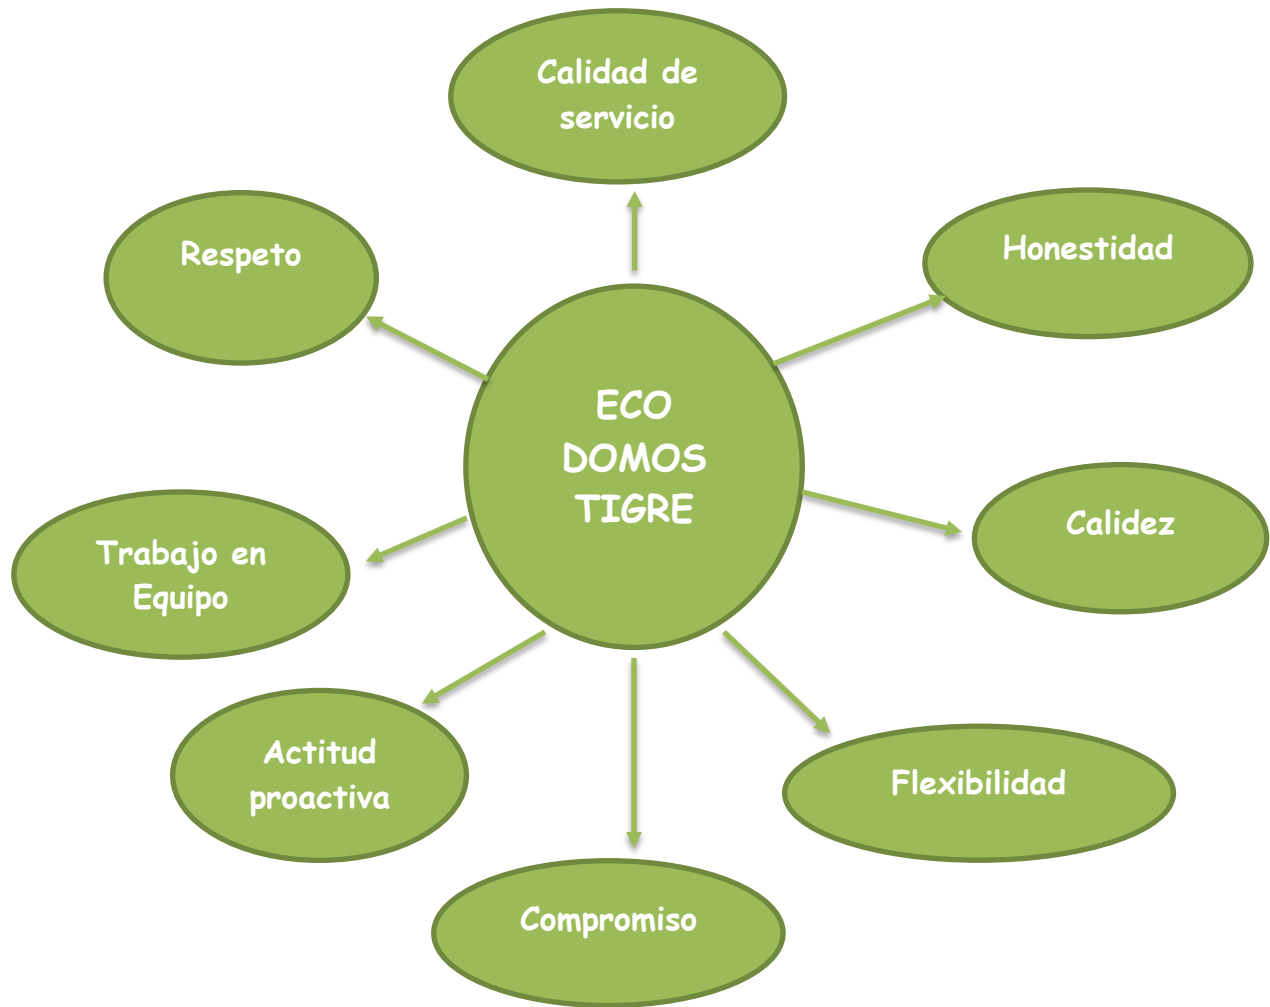 Calidad de
servicio
Respeto
Honestidad
ECO
DOMOS
TIGRE
Calidez
Trabajo en
Equipo
Actitud
proactiva
Flexibilidad
Compromiso